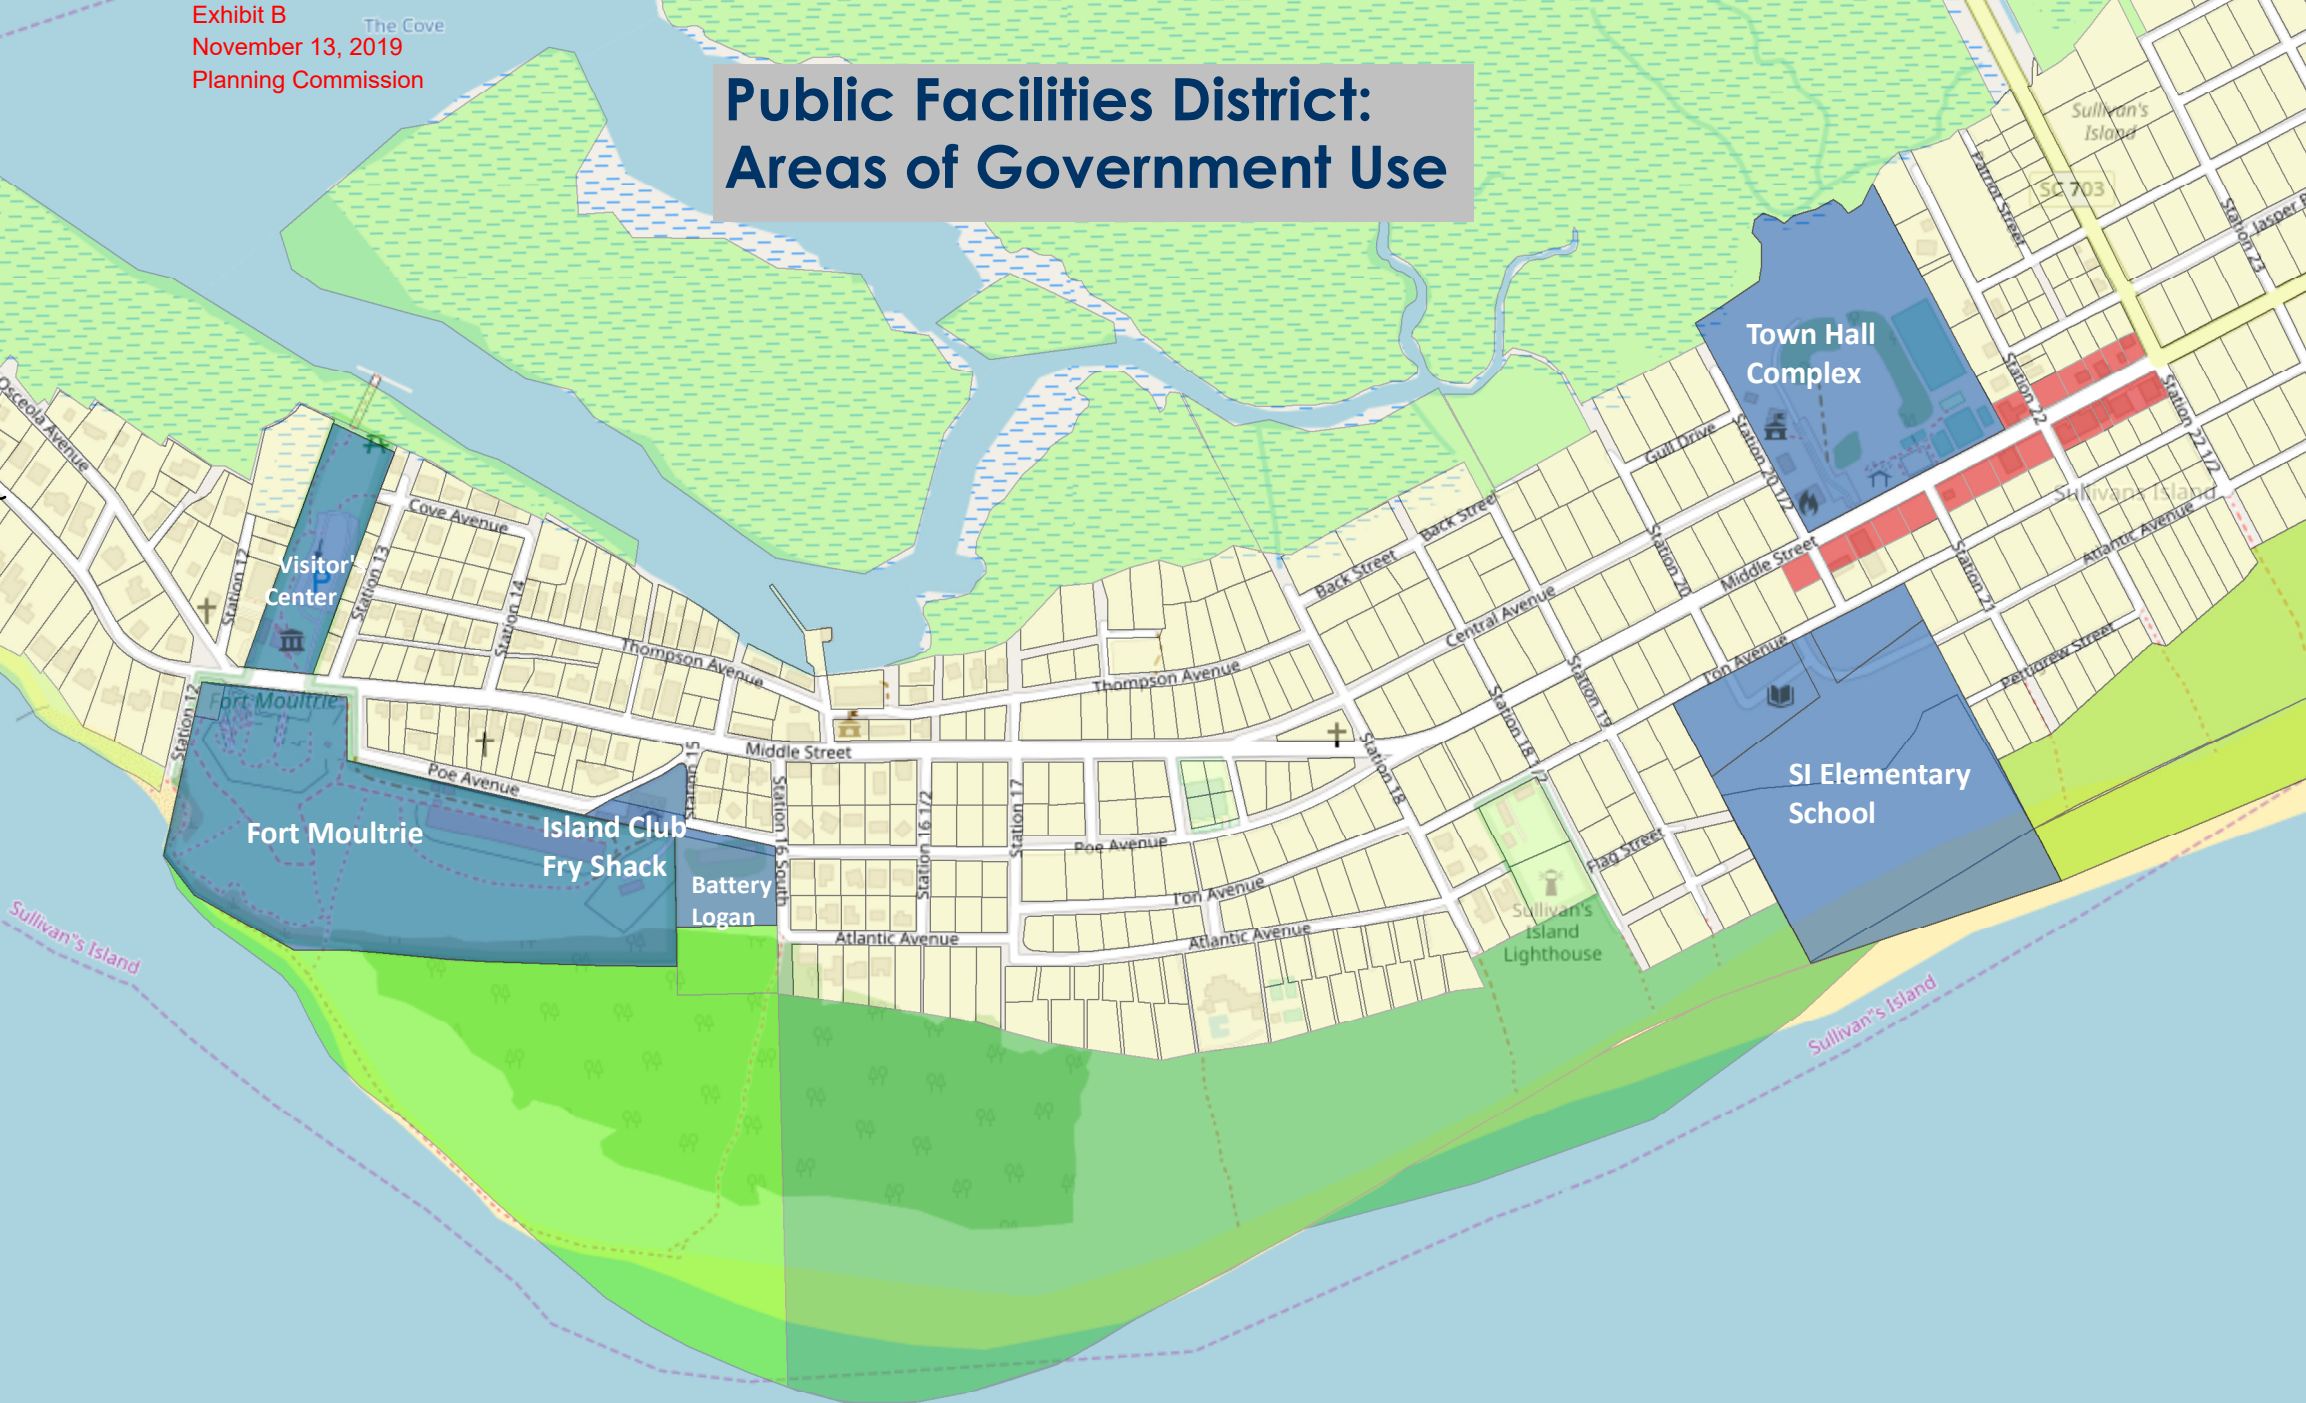 Exhibit B
The Cove
November 13, 2019
Planning Commission
Public Facilities District:
Areas of Government Use
Sullivan's
Island
SC 703
Patriot Street
Station 23
Jasper
Town Hall
Complex
Station 22
Station 22 1/2
Osceola Avenue
Gull Drive
Station 20 1/2
Sullivans Island
Cove Avenue
Back Street
Back Street
Station 12
Visitor's
Center
P
Station 13
Station 14
Station 20
Middle Street
Station 21
Atlantic Avenue
Central Avenue
Thompson Avenue
Thompson Avenue
I'on Avenue
Pettigrew Street
Station 12
Fort Moultrie
Station 19
Station 18 1/2
Station 15
Middle Street
Poe Avenue
Station 18
SI Elementary
School
Fort Moultrie
Island Club
Fry Shack
Station 16 South
Station 16 1/2
Station 17
Poe Avenue
Flag Street
Battery
Logan
I'on Avenue
Sullivan's
Island
Lighthouse
Atlantic Avenue
Atlantic Avenue
Sullivan"s Island
Sullivan"s Island